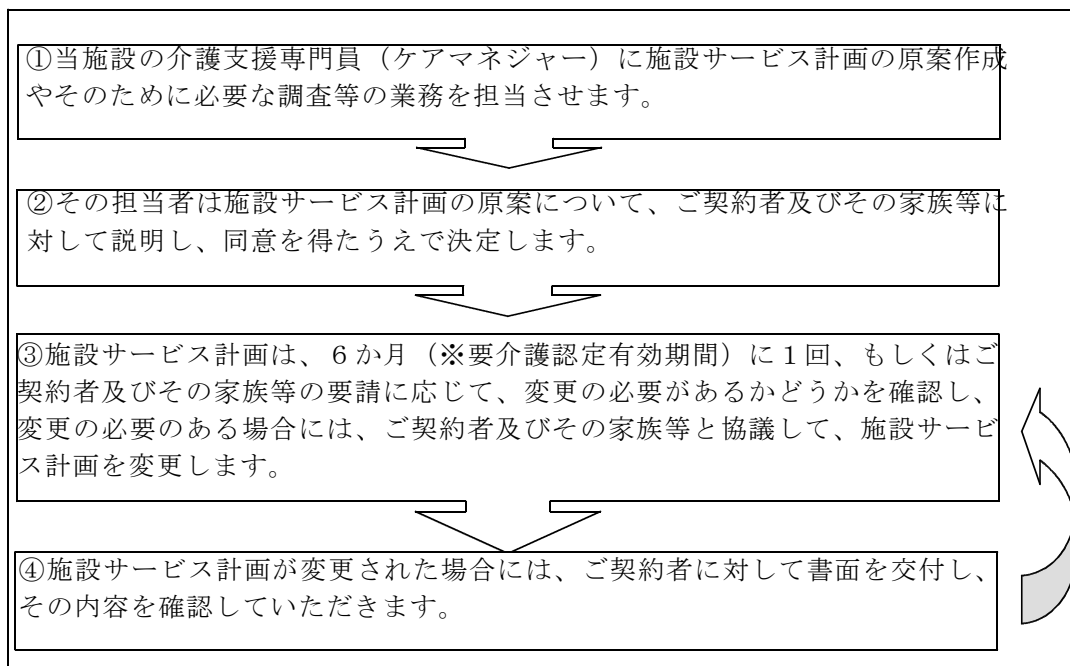 ①当施設の介護支援専門員（ケアマネジャー）に施設サービス計画の原案作成
やそのために必要な調査等の業務を担当させます。
②その担当者は施設サービス計画の原案について、ご契約者及びその家族等に
対して説明し、同意を得たうえで決定します。
③施設サービス計画は、６か月（※要介護認定有効期間）に１回、もしくはご
契約者及びその家族等の要請に応じて、変更の必要があるかどうかを確認し、
変更の必要のある場合には、ご契約者及びその家族等と協議して、施設サービ
ス計画を変更します。
④施設サービス計画が変更された場合には、ご契約者に対して書面を交付し、
その内容を確認していただきます。